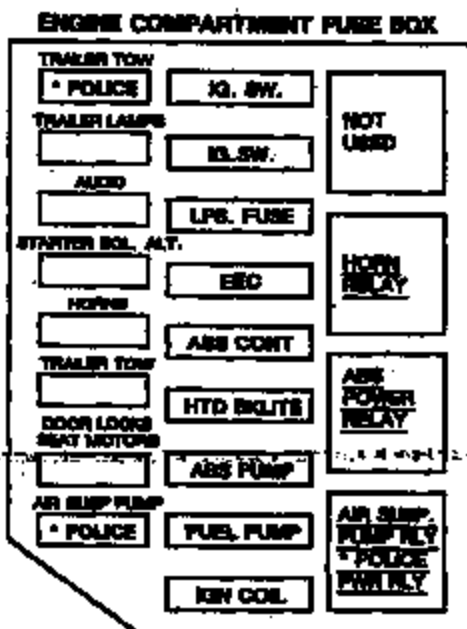 ENGINE COMPARTMENT FUSE BOX
TRAILER TOW
* POLICE
TRAILER LAMPS
AUDIO
STARTER SOL. ALT.
HORNS
TRAILER TOW
DOOR LOCKS
SEAT MOTORS
AIR SUSP PUMP
* POLICE
IG. SW.
IG. SW.
LPS. FUSE
EEC
ABS CONT
HTD BKLITE
ABS PUMP
FUEL PUMP
IGN COIL
NOT
USED
HORN
RELAY
ABS
POWER
RELAY
AIR SUSP.
PUMP RLY
* POLICE
PWR RLY